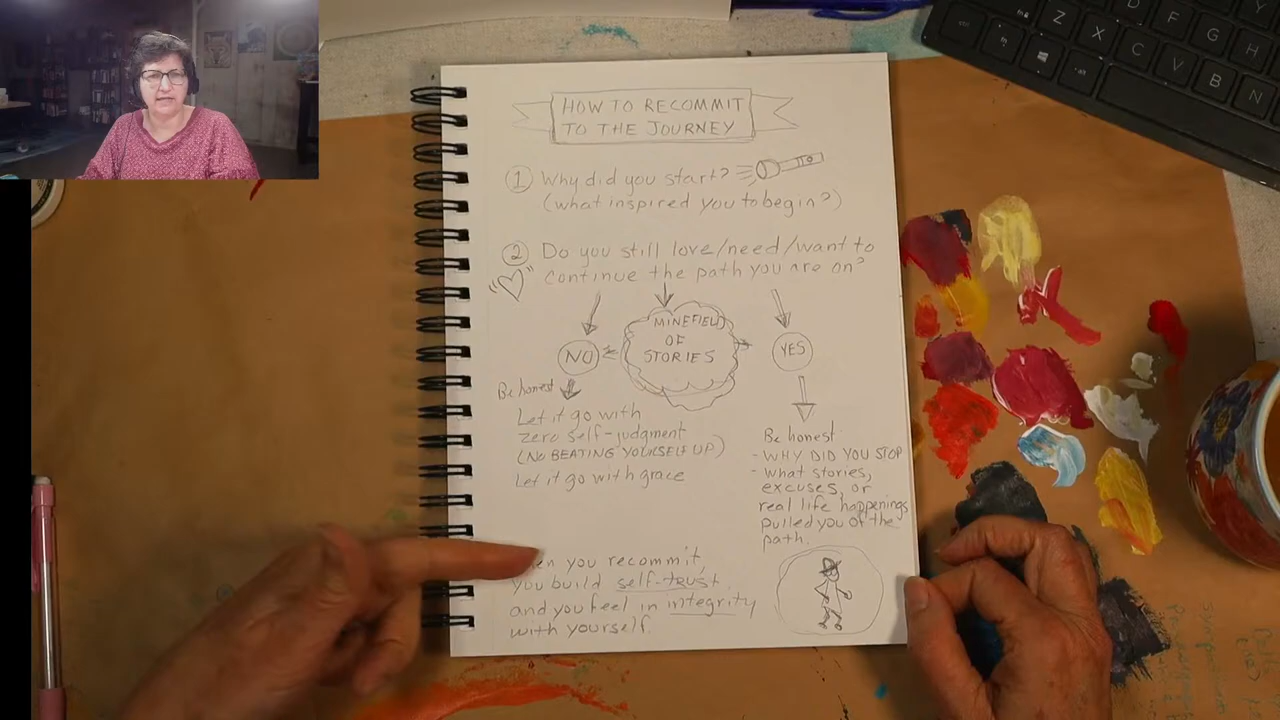 HOW TO RECOMMIT
TO THE JOURNEY
1 Why did you start?
(what inspired you to begin?)
2 Do you still love/need/want to
continue the path you are on?
MINEFIELD
OF
STORIES
NO
YES
Be honest
Let it go with
zero self-judgment
(NO BEATING YOURSELF UP)
Let it go with grace
Be honest
- WHY DID YOU STOP
- what stories,
excuses, or
real life happenings
pulled you of the
path.
you recommit,
you build self-trust
and you feel in integrity
with yourself.
D F G H
Z X C V B N
Ctrl
Fn
Alt